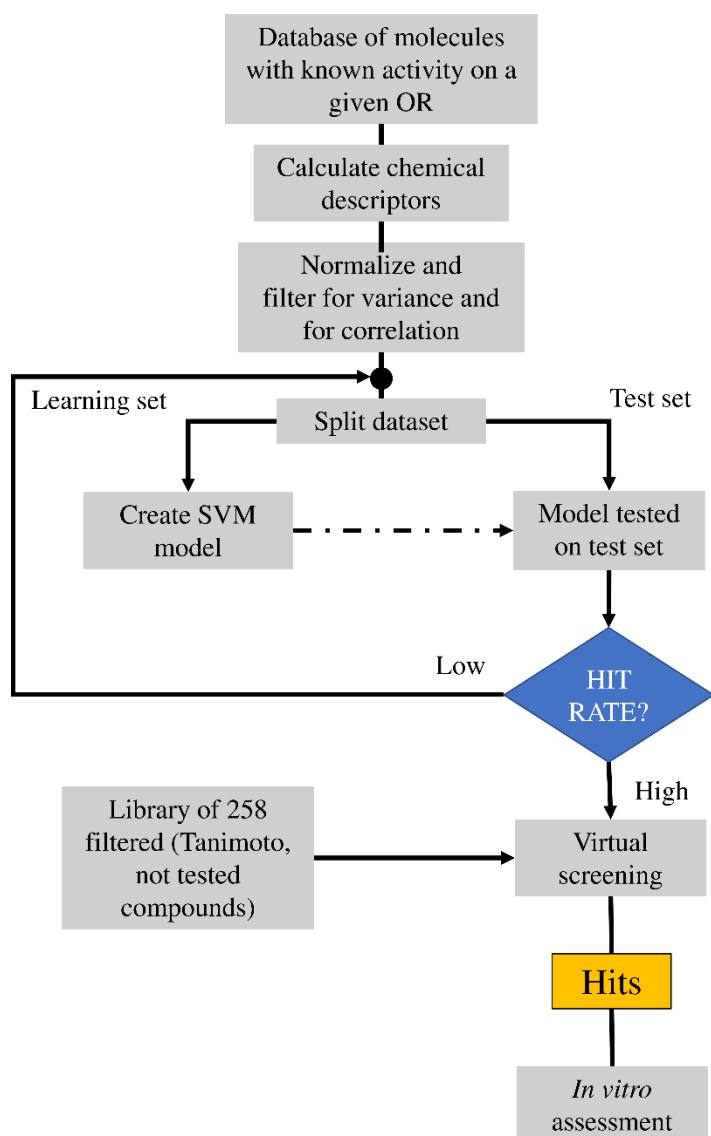 Database of molecules
with known activity on a
given OR
Calculate chemical
descriptors
Normalize and
filter for variance and
for correlation
Learning set
Split dataset
Test set
Create SVM
model
Model tested
on test set
Low
HIT
RATE?
High
Library of 258
filtered (Tanimoto,
not tested
compounds)
Virtual
screening
Hits
In vitro
assessment